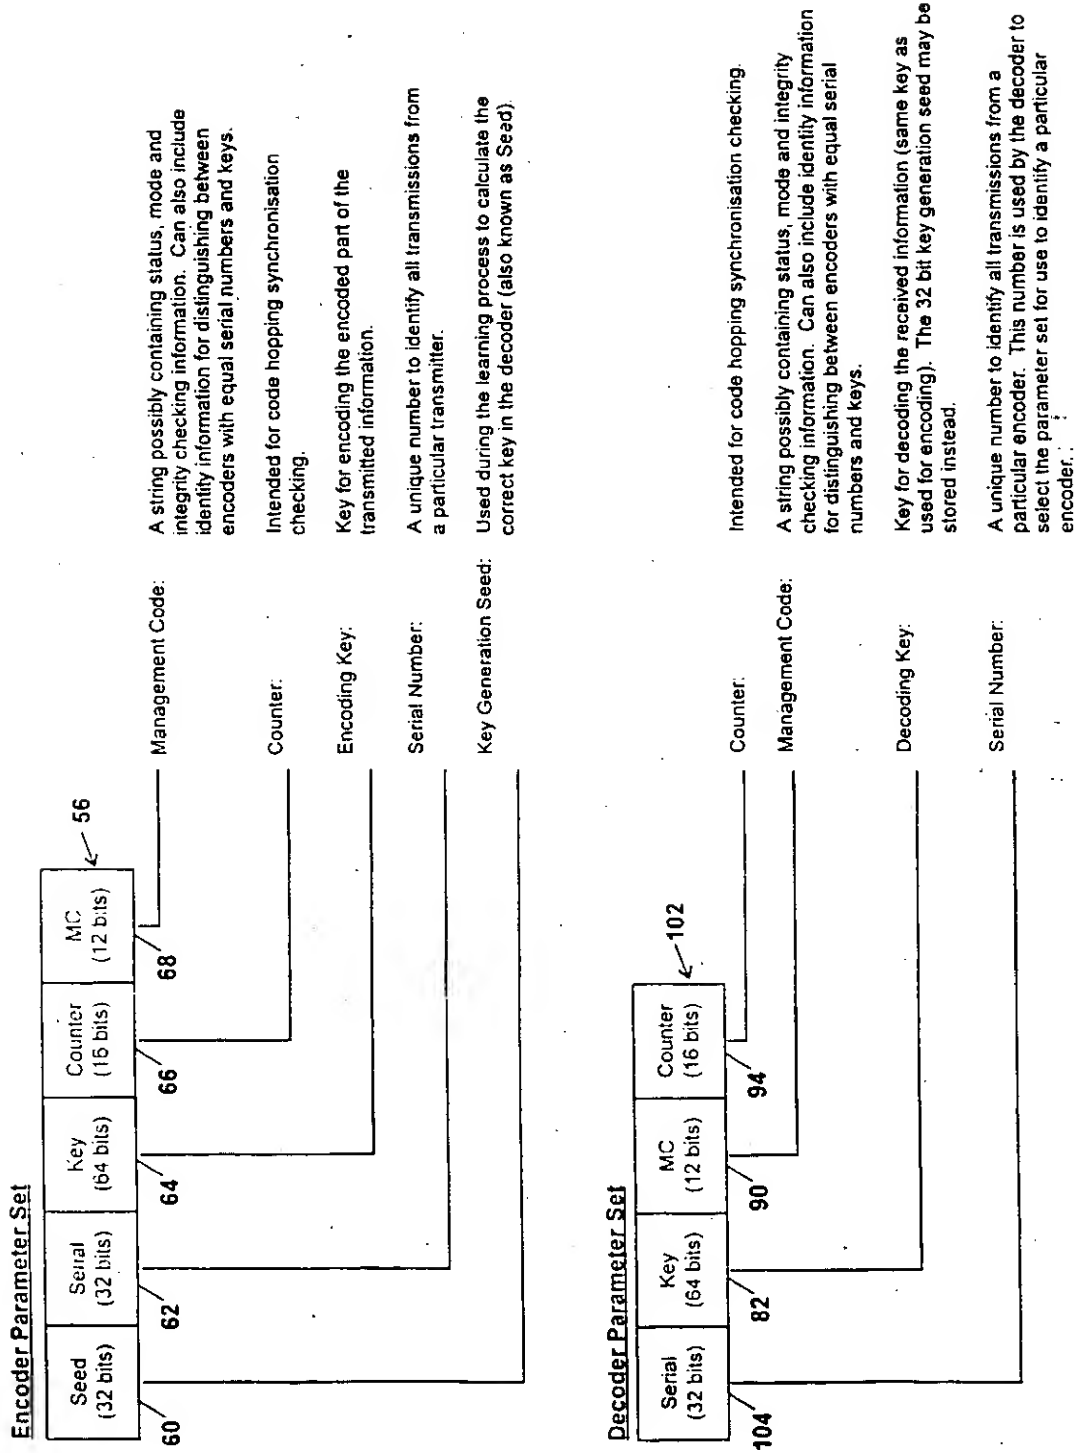 Encoder Parameter Set
Seed
(32 bits)
Serial
(32 bits)
Key
(64 bits)
Counter
(16 bits)
MC
(12 bits)
56
60
62
64
66
68
Management Code:
A string possibly containing status, mode and
integrity checking information. Can also include
identity information for distinguishing between
encoders with equal serial numbers and keys.
Counter:
Intended for code hopping synchronisation
checking.
Encoding Key:
Key for encoding the encoded part of the
transmitted information.
Serial Number:
A unique number to identify all transmissions from
a particular transmitter.
Key Generation Seed:
Used during the learning process to calculate the
correct key in the decoder (also known as Seed).
Decoder Parameter Set
Serial
(32 bits)
Key
(64 bits)
MC
(12 bits)
Counter
(16 bits)
102
104
82
90
94
Counter:
Intended for code hopping synchronisation checking.
Management Code:
A string possibly containing status, mode and integrity
checking information. Can also include identity information
for distinguishing between encoders with equal serial
numbers and keys.
Decoding Key:
Key for decoding the received information (same key as
used for encoding). The 32 bit key generation seed may be
stored instead.
Serial Number:
A unique number to identify all transmissions from a
particular encoder. This number is used by the decoder to
select the parameter set for use to identify a particular
encoder.